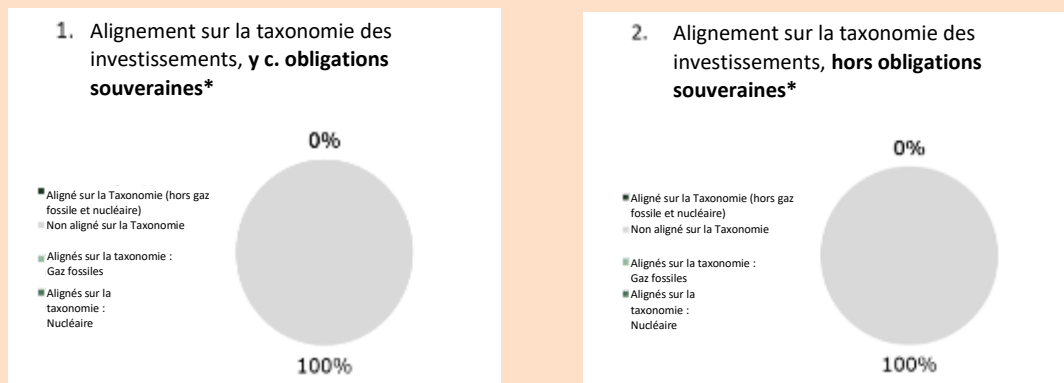 1. Alignement sur la taxonomie des
investissements, y c. obligations
souveraines*
0%
Aligné sur la Taxonomie (hors gaz
fossile et nucléaire)
Non aligné sur la Taxonomie
Alignés sur la taxonomie :
Gaz fossiles
Alignés sur la
taxonomie :
Nucléaire
100%
2. Alignement sur la taxonomie des
investissements, hors obligations
souveraines*
0%
Aligné sur la Taxonomie (hors gaz
fossile et nucléaire)
Non aligné sur la Taxonomie
Alignés sur la taxonomie :
Gaz fossiles
Alignés sur la
taxonomie :
Nucléaire
100%